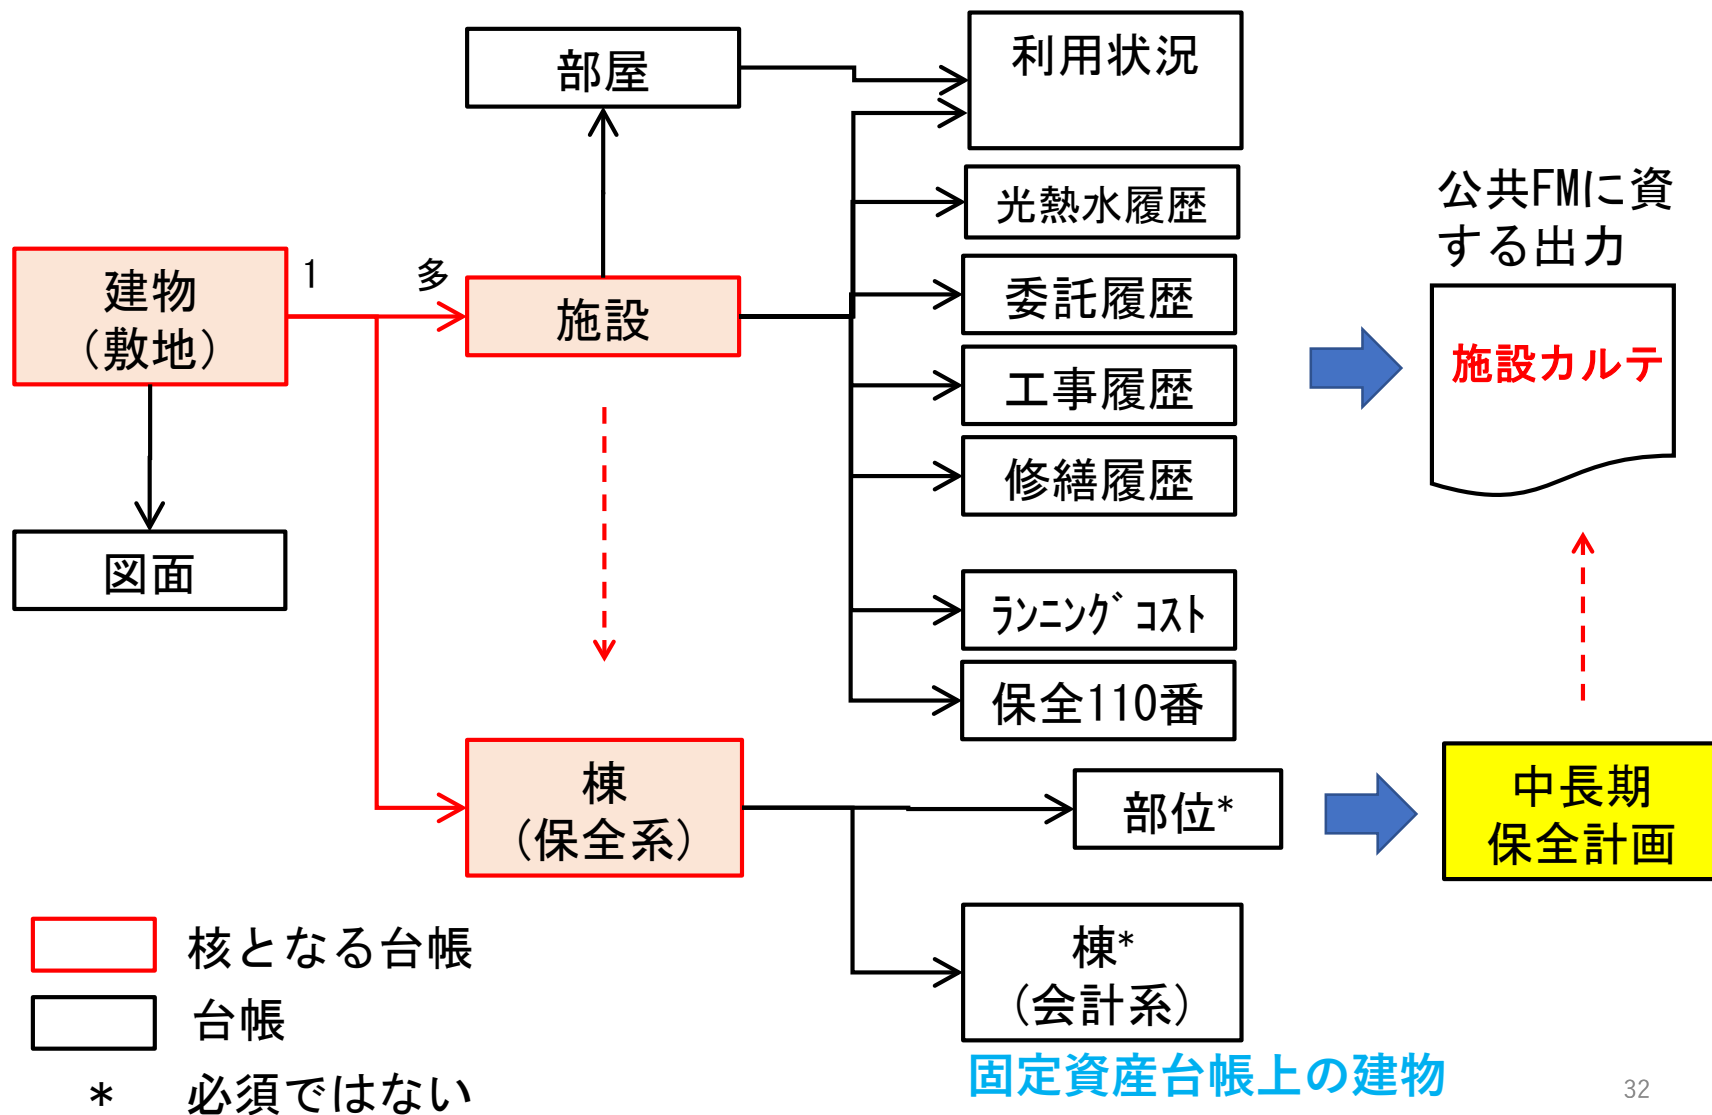 部屋
利用状況
光熱水履歴
公共FMに資
する出力
建物
(敷地)
1
多
施設
委託履歴
施設カルテ
工事履歴
修繕履歴
図面
ﾗﾝﾆﾝｸﾞｺｽﾄ
保全110番
棟
(保全系)
部位*
中長期
保全計画
核となる台帳
棟*
(会計系)
台帳
固定資産台帳上の建物
* 必須ではない
32